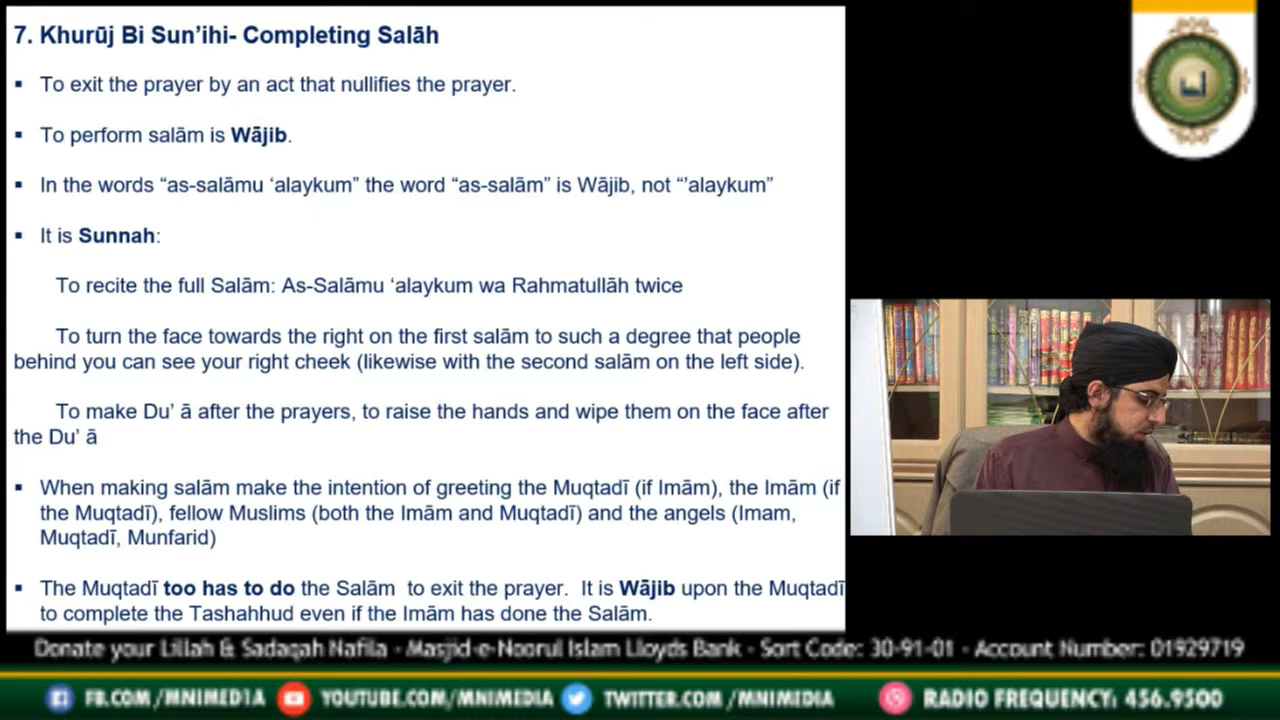 7. Khurūj Bi Sun’ihi- Completing Salāh
▪ To exit the prayer by an act that nullifies the prayer.
▪ To perform salām is Wājib.
▪ In the words “as-salāmu ‘alaykum” the word “as-salām” is Wājib, not “’alaykum”
▪ It is Sunnah:
To recite the full Salām: As-Salāmu ‘alaykum wa Rahmatullāh twice
To turn the face towards the right on the first salām to such a degree that people
behind you can see your right cheek (likewise with the second salām on the left side).
To make Du’ ā after the prayers, to raise the hands and wipe them on the face after
the Du’ ā
▪ When making salām make the intention of greeting the Muqtadī (if Imām), the Imām (if
the Muqtadī), fellow Muslims (both the Imām and Muqtadī) and the angels (Imam,
Muqtadī, Munfarid)
▪ The Muqtadī too has to do the Salām to exit the prayer. It is Wājib upon the Muqtadī
to complete the Tashahhud even if the Imām has done the Salām.
Donate your Lillah & Sadaqah Nafila - Masjid-e-Noorul Islam Lloyds Bank - Sort Code: 30-91-01 - Account Number: 01929719
FB.COM/MNIMEDIA YOUTUBE.COM/MNIMEDIA TWITTER.COM/MNIMEDIA RADIO FREQUENCY: 456.9500